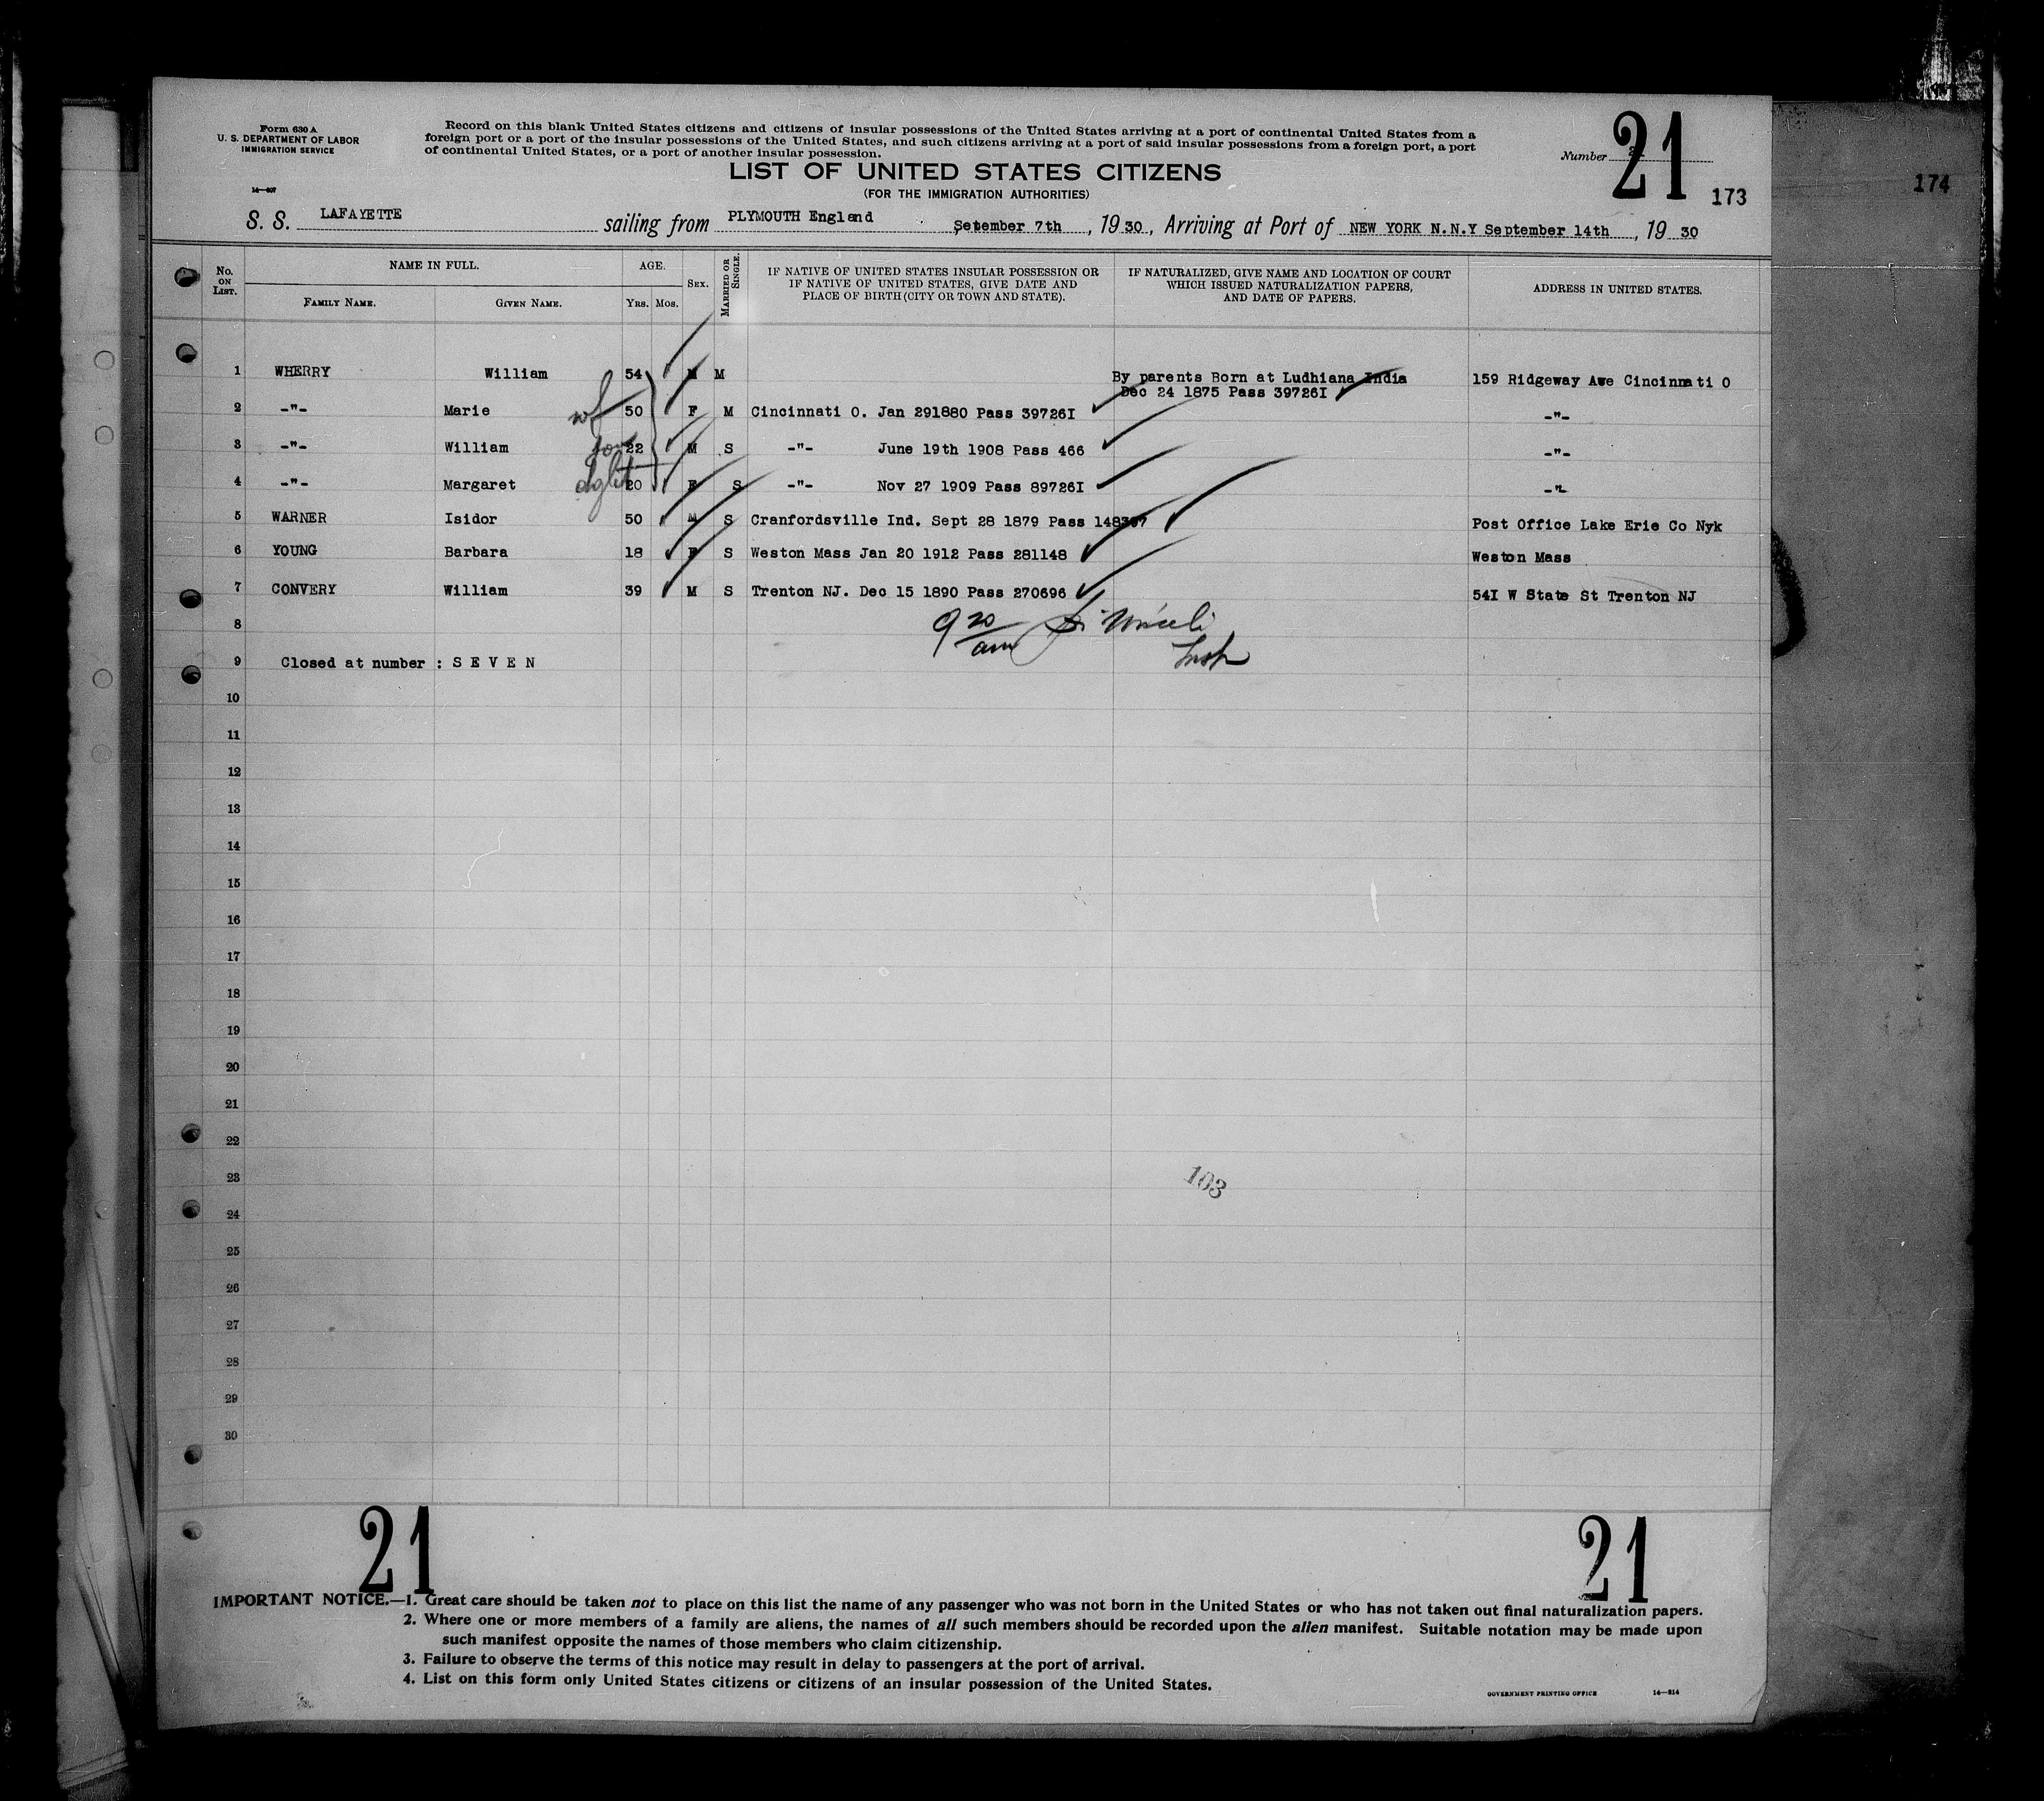 Form 630 A
U. S. DEPARTMENT OF LABOR
IMMIGRATION SERVICE
Record on this blank United States citizens and citizens of insular possessions of the United States arriving at a port of continental United States from a
foreign port or a port of the insular possessions of the United States, and such citizens arriving at a port of said insular possessions from a foreign port, a port
of continental United States, or a port of another insular possession.
Number 21
173
174
LIST OF UNITED STATES CITIZENS
(FOR THE IMMIGRATION AUTHORITIES)
S. S. LAFAYETTE sailing from PLYMOUTH England Setember 7th, 1930, Arriving at Port of NEW YORK N.N.Y September 14th, 1930
No. ON LIST. NAME IN FULL. AGE. SEX. MARRIED OR SINGLE. IF NATIVE OF UNITED STATES INSULAR POSSESSION OR IF NATIVE OF UNITED STATES, GIVE DATE AND PLACE OF BIRTH (CITY OR TOWN AND STATE). IF NATURALIZED, GIVE NAME AND LOCATION OF COURT WHICH ISSUED NATURALIZATION PAPERS, AND DATE OF PAPERS. ADDRESS IN UNITED STATES.
FAMILY NAME. GIVEN NAME. YRS. MOS.
1 WHERRY William 54 M M By parents Born at Ludhiana India 159 Ridgeway Ave Cincinnati O
Dec 24 1875 Pass 39726I
2 -"- Marie wf 50 F M Cincinnati O. Jan 291880 Pass 39726I -"-
3 -"- William son 22 M S -"- June 19th 1908 Pass 466 -"-
4 -"- Margaret dght 20 F S -"- Nov 27 1909 Pass 89726I -"-
5 WARNER Isidor 50 M S Cranfordsville Ind. Sept 28 1879 Pass Post Office Lake Erie Co Nyk
6 YOUNG Barbara 18 F S Weston Mass Jan 20 1912 Pass 281148 Weston Mass
7 CONVERY William 39 M S Trenton NJ. Dec 15 1890 Pass 270696 54I W State St Trenton NJ
8 9 20 am
9 Closed at number : S E V E N
10
11
12
13
14
15
16
17
18
19
20
21
22
23
103
24
25
26
27
28
29
30
21 21
IMPORTANT NOTICE.—1. Great care should be taken not to place on this list the name of any passenger who was not born in the United States or who has not taken out final naturalization papers.
2. Where one or more members of a family are aliens, the names of all such members should be recorded upon the alien manifest. Suitable notation may be made upon
such manifest opposite the names of those members who claim citizenship.
3. Failure to observe the terms of this notice may result in delay to passengers at the port of arrival.
4. List on this form only United States citizens or citizens of an insular possession of the United States.
GOVERNMENT PRINTING OFFICE 14—814